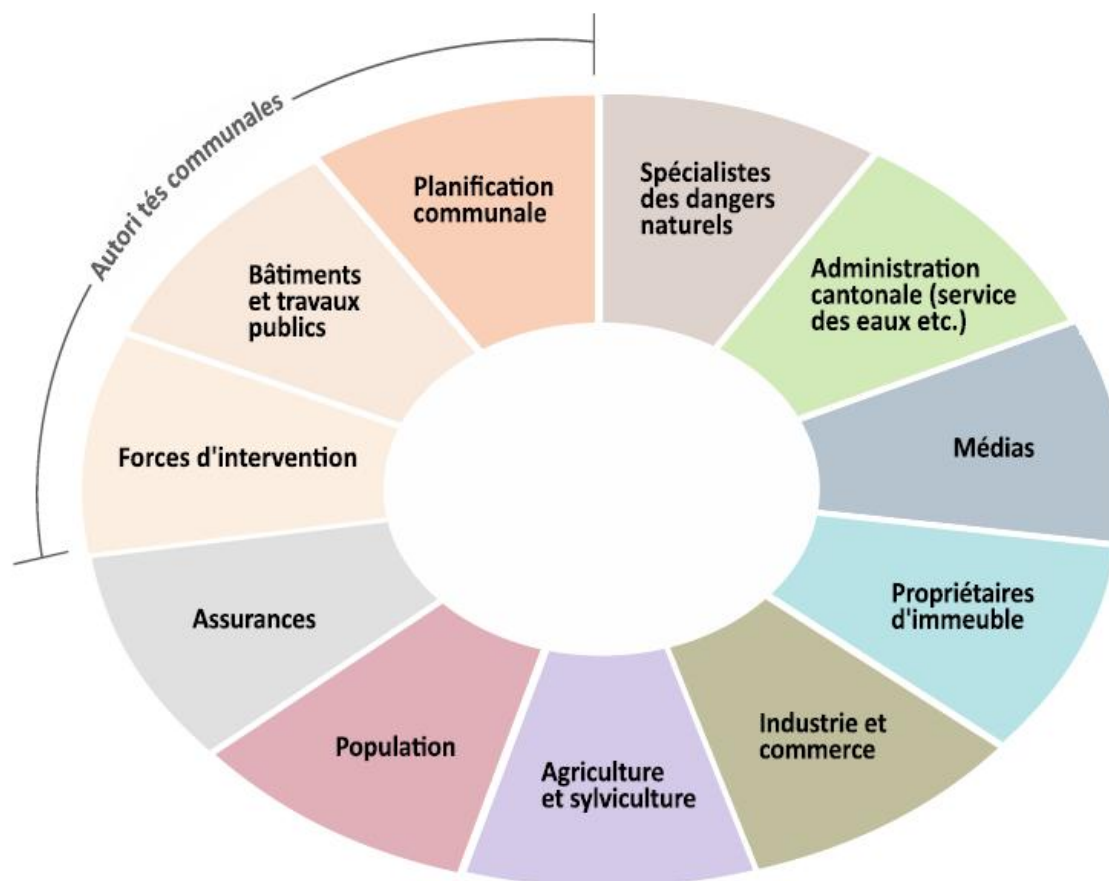 Autori tés communales
Planification
communale
Spécialistes
des dangers
naturels
Administration
cantonale (service
des eaux etc.)
Médias
Propriétaires
d'immeuble
Industrie et
commerce
Agriculture
et sylviculture
Population
Assurances
Forces d'intervention
Bâtiments
et travaux
publics